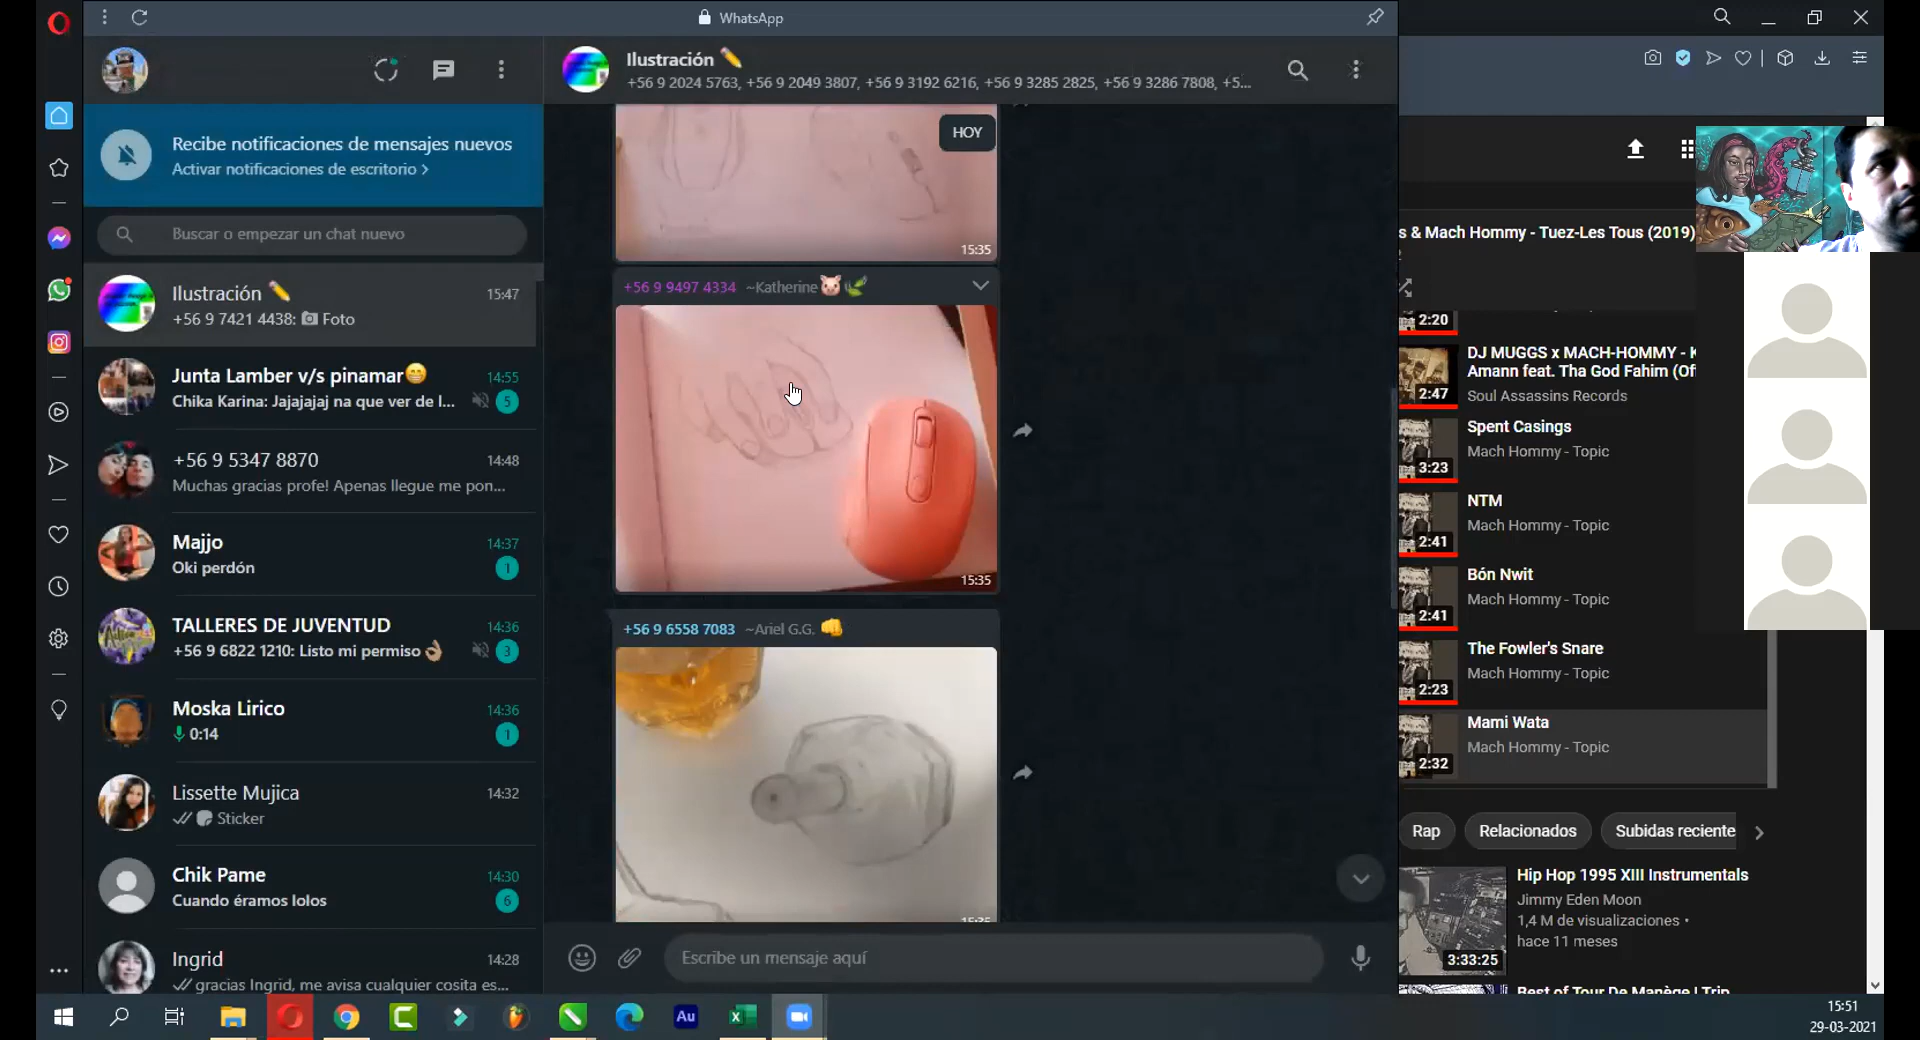 WhatsApp
Ilustración
+56 9 2024 5763, +56 9 2049 3807, +56 9 3192 6216, +56 9 3285 2825, +56 9 3286 7808, +5...
Recibe notificaciones de mensajes nuevos
Activar notificaciones de escritorio >
Buscar o empezar un chat nuevo
Ilustración 15:47
+56 9 7421 4438: Foto
Junta Lamber v/s pinamar 14:55
Chika Karina: Jajajajaj na que ver de l... 5
+56 9 5347 8870 14:48
Muchas gracias profe! Apenas llegue me pon...
Majjo 14:37
Oki perdón 1
TALLERES DE JUVENTUD 14:36
+56 9 6822 1210: Listo mi permiso 3
Moska Lirico 14:36
0:14 1
Lissette Mujica 14:32
Sticker
Chik Pame 14:30
Cuando éramos lolos 6
Ingrid 14:28
gracias Ingrid, me avisa cualquier cosita es...
HOY
15:35
+56 9 9497 4334 ~Katherine
15:35
+56 9 6558 7083 ~Ariel G.G.
15:35
Escribe un mensaje aquí
s & Mach Hommy - Tuez-Les Tous (2019)
2:20
DJ MUGGS x MACH-HOMMY - K
Amann feat. Tha God Fahim (Of
Soul Assassins Records
2:47
Spent Casings
Mach Hommy - Topic
3:23
NTM
Mach Hommy - Topic
2:41
Bón Nwit
Mach Hommy - Topic
2:41
The Fowler's Snare
Mach Hommy - Topic
2:23
Mami Wata
Mach Hommy - Topic
2:32
Rap Relacionados Subidas reciente
Hip Hop 1995 XIII Instrumentals
Jimmy Eden Moon
1,4 M de visualizaciones •
hace 11 meses
3:33:25
Best of Tour De Manège | Trip
Au
15:51
29-03-2021